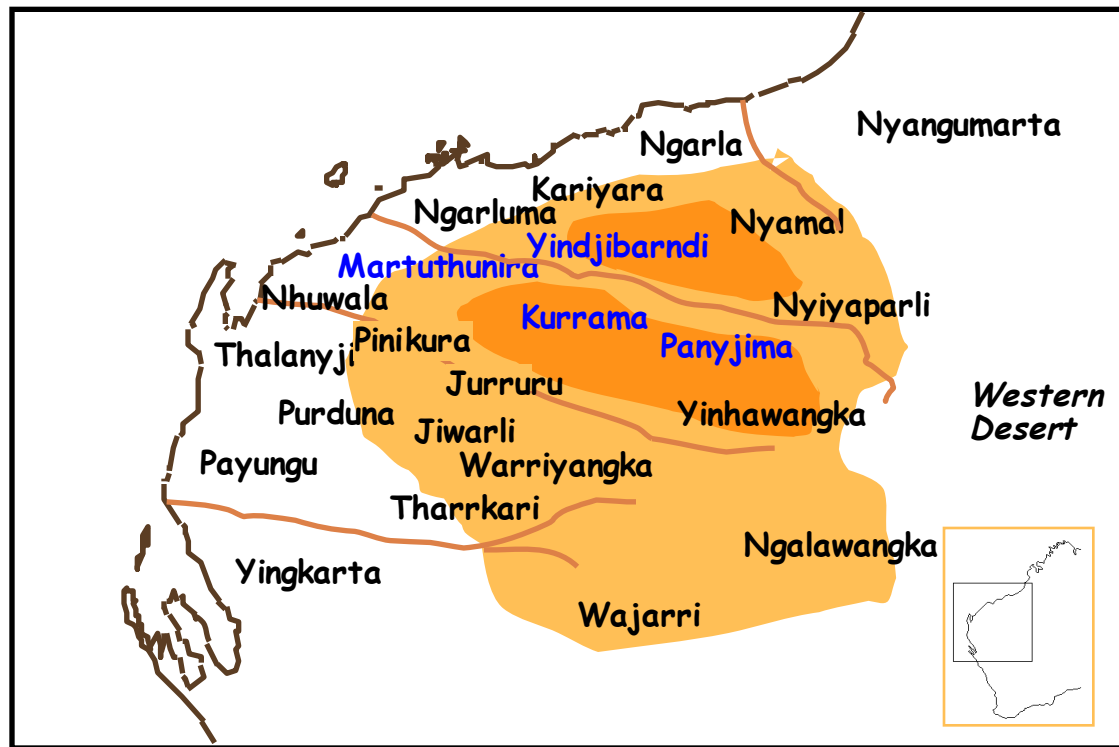 Nyangumarta
Ngarla
Kariyara
Ngarluma
Nyamal
Yindjibarndi
Martuthunira
Nhuwala
Nyiyaparli
Kurrama
Pinikura
Panyjima
Thalanyji
Jurruru
Western
Desert
Purduna
Yinhawangka
Jiwarli
Payungu
Warriyangka
Tharrkari
Ngalawangka
Yingkarta
Wajarri